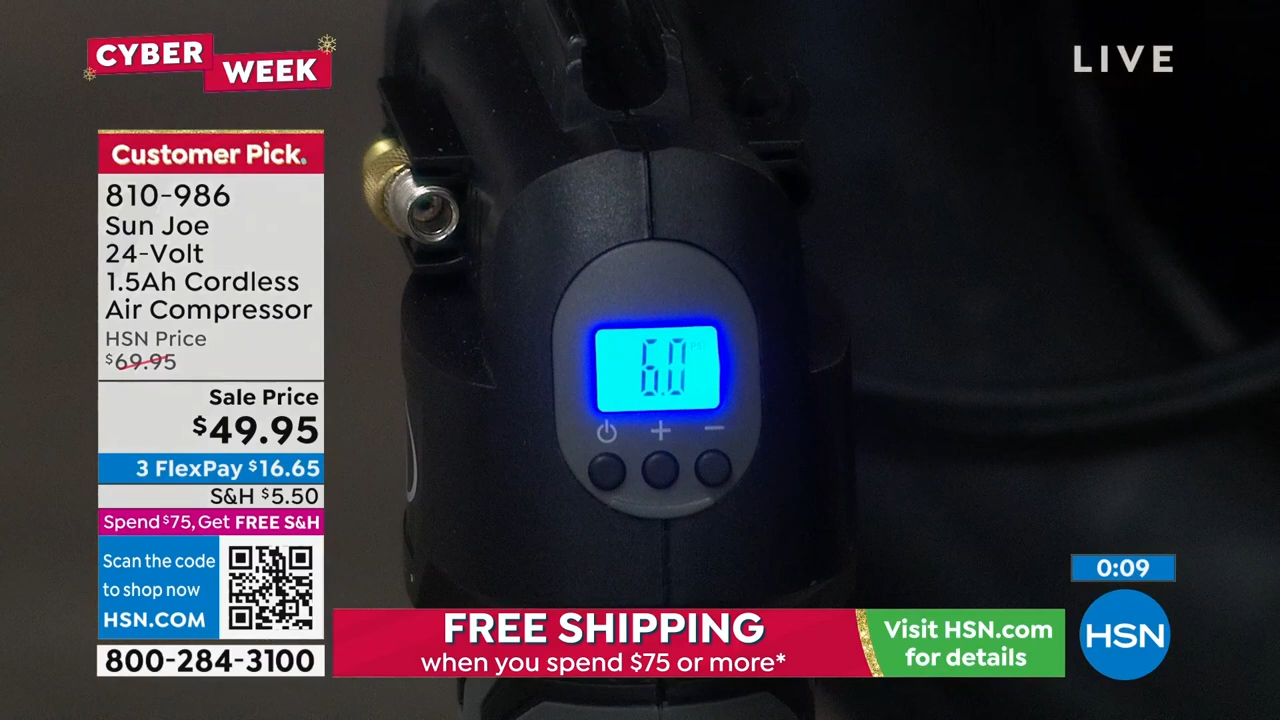 CYBER
WEEK
LIVE
Customer Pick.
810-986
Sun Joe
24-Volt
1.5Ah Cordless
Air Compressor
HSN Price
$69.95
Sale Price
$49.95
3 FlexPay $16.65
S&H $5.50
Spend $75, Get FREE S&H
Scan the code
to shop now
HSN.COM
800-284-3100
6.0 PSI
+ −
FREE SHIPPING
when you spend $75 or more*
Visit HSN.com
for details
0:09
HSN